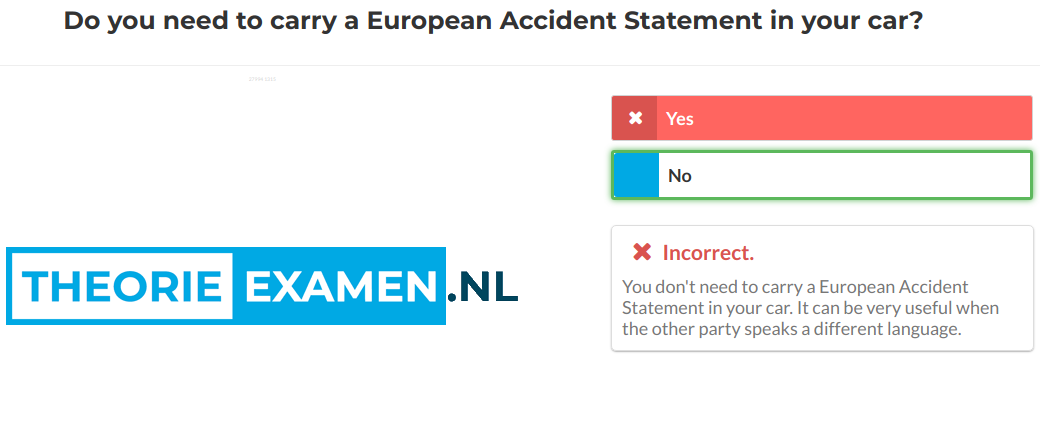 Do you need to carry a European Accident Statement in your car?
Yes
No
Incorrect.
You don't need to carry a European Accident
Statement in your car. It can be very useful when
the other party speaks a different language.
THEORIE EXAMEN.NL